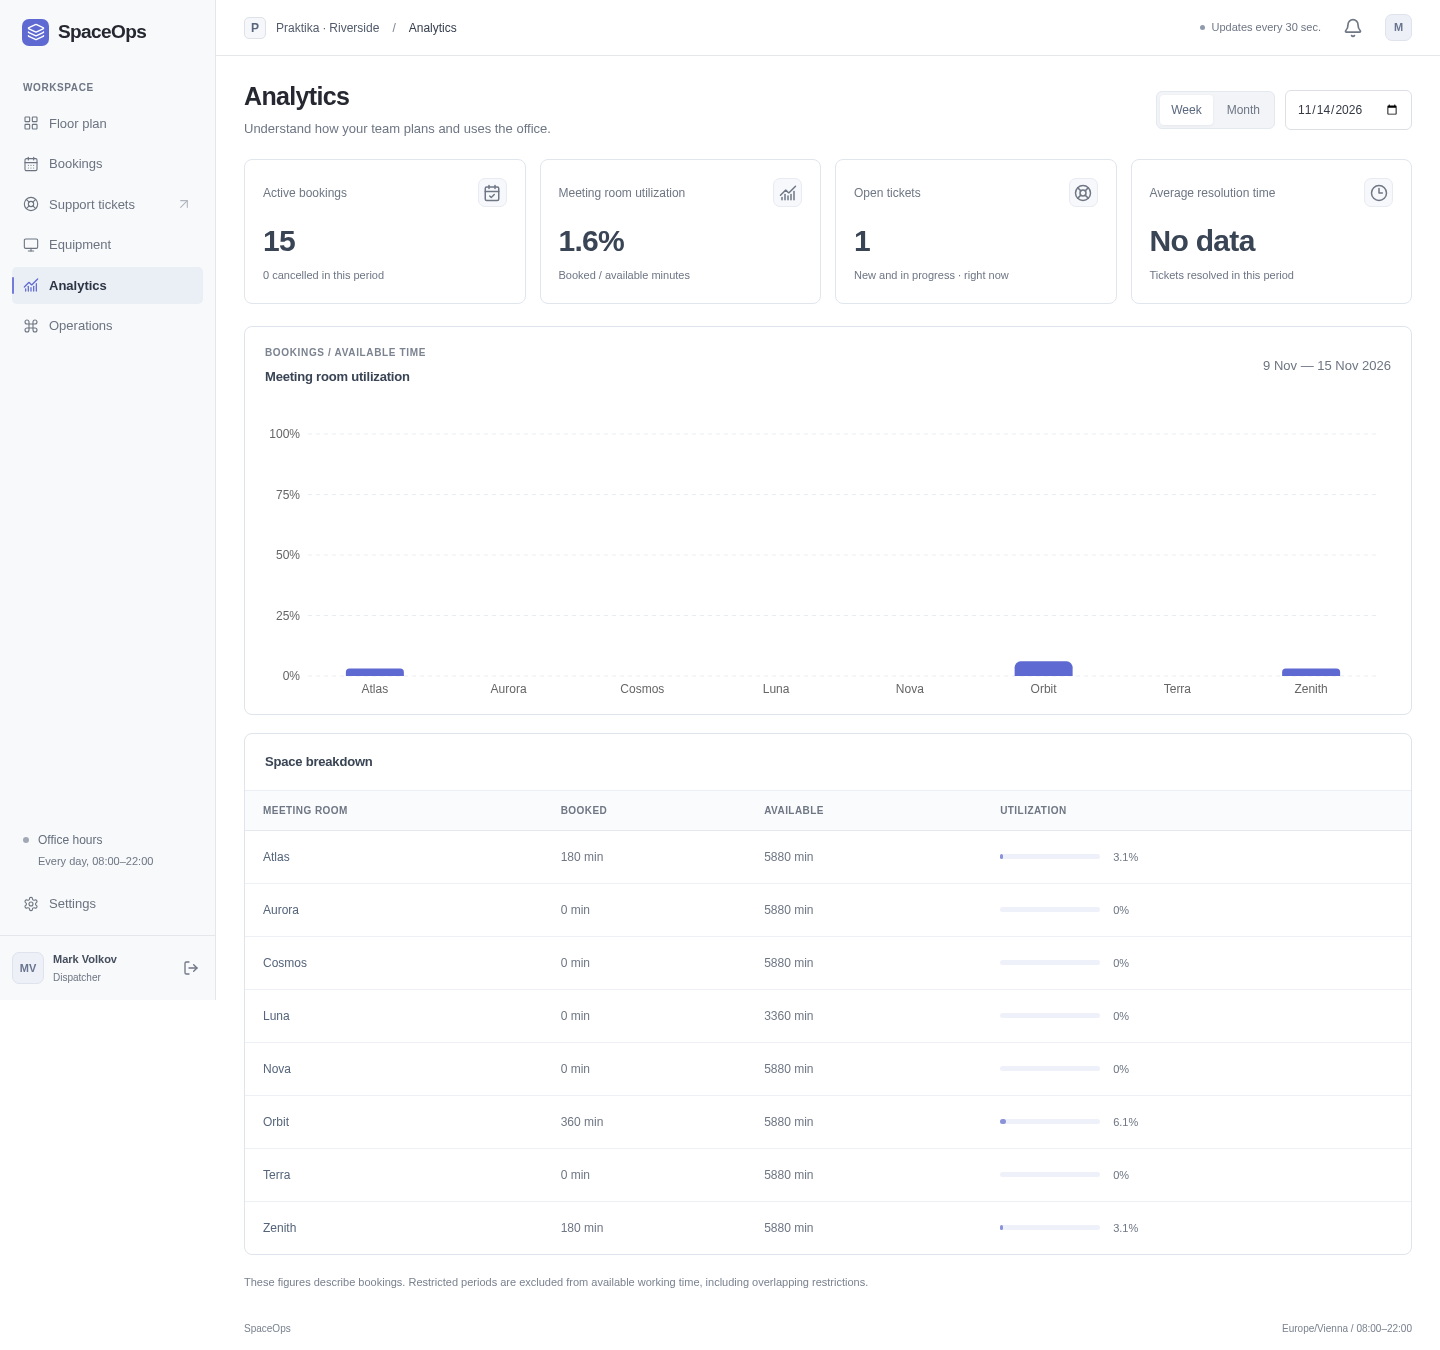 SpaceOps
WORKSPACE
Floor plan
Bookings
Support tickets
Equipment
Analytics
Operations
Office hours
Every day, 08:00–22:00
Settings
MV
Mark Volkov
Dispatcher
P Praktika · Riverside / Analytics
Updates every 30 sec.
M
Analytics
Understand how your team plans and uses the office.
Week Month 11/14/2026
Active bookings
15
0 cancelled in this period
Meeting room utilization
1.6%
Booked / available minutes
Open tickets
1
New and in progress · right now
Average resolution time
No data
Tickets resolved in this period
BOOKINGS / AVAILABLE TIME
Meeting room utilization
9 Nov — 15 Nov 2026
100%
75%
50%
25%
0%
Atlas Aurora Cosmos Luna Nova Orbit Terra Zenith
Space breakdown
MEETING ROOM BOOKED AVAILABLE UTILIZATION
Atlas 180 min 5880 min 3.1%
Aurora 0 min 5880 min 0%
Cosmos 0 min 5880 min 0%
Luna 0 min 3360 min 0%
Nova 0 min 5880 min 0%
Orbit 360 min 5880 min 6.1%
Terra 0 min 5880 min 0%
Zenith 180 min 5880 min 3.1%
These figures describe bookings. Restricted periods are excluded from available working time, including overlapping restrictions.
SpaceOps
Europe/Vienna / 08:00–22:00